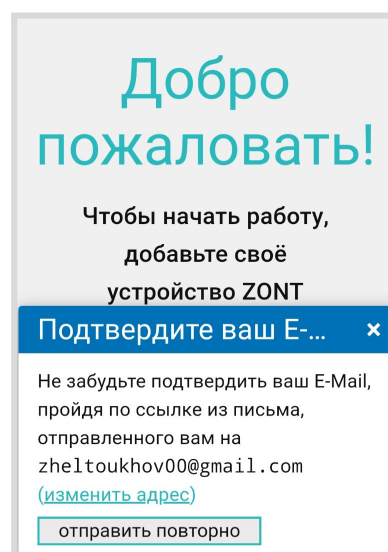 Добро
пожаловать!
Чтобы начать работу,
добавьте своё
устройство ZONT
Подтвердите ваш E-...
×
Не забудьте подтвердить ваш E-Mail,
пройдя по ссылке из письма,
отправленного вам на
zheltoukhov00@gmail.com
(изменить адрес)
отправить повторно